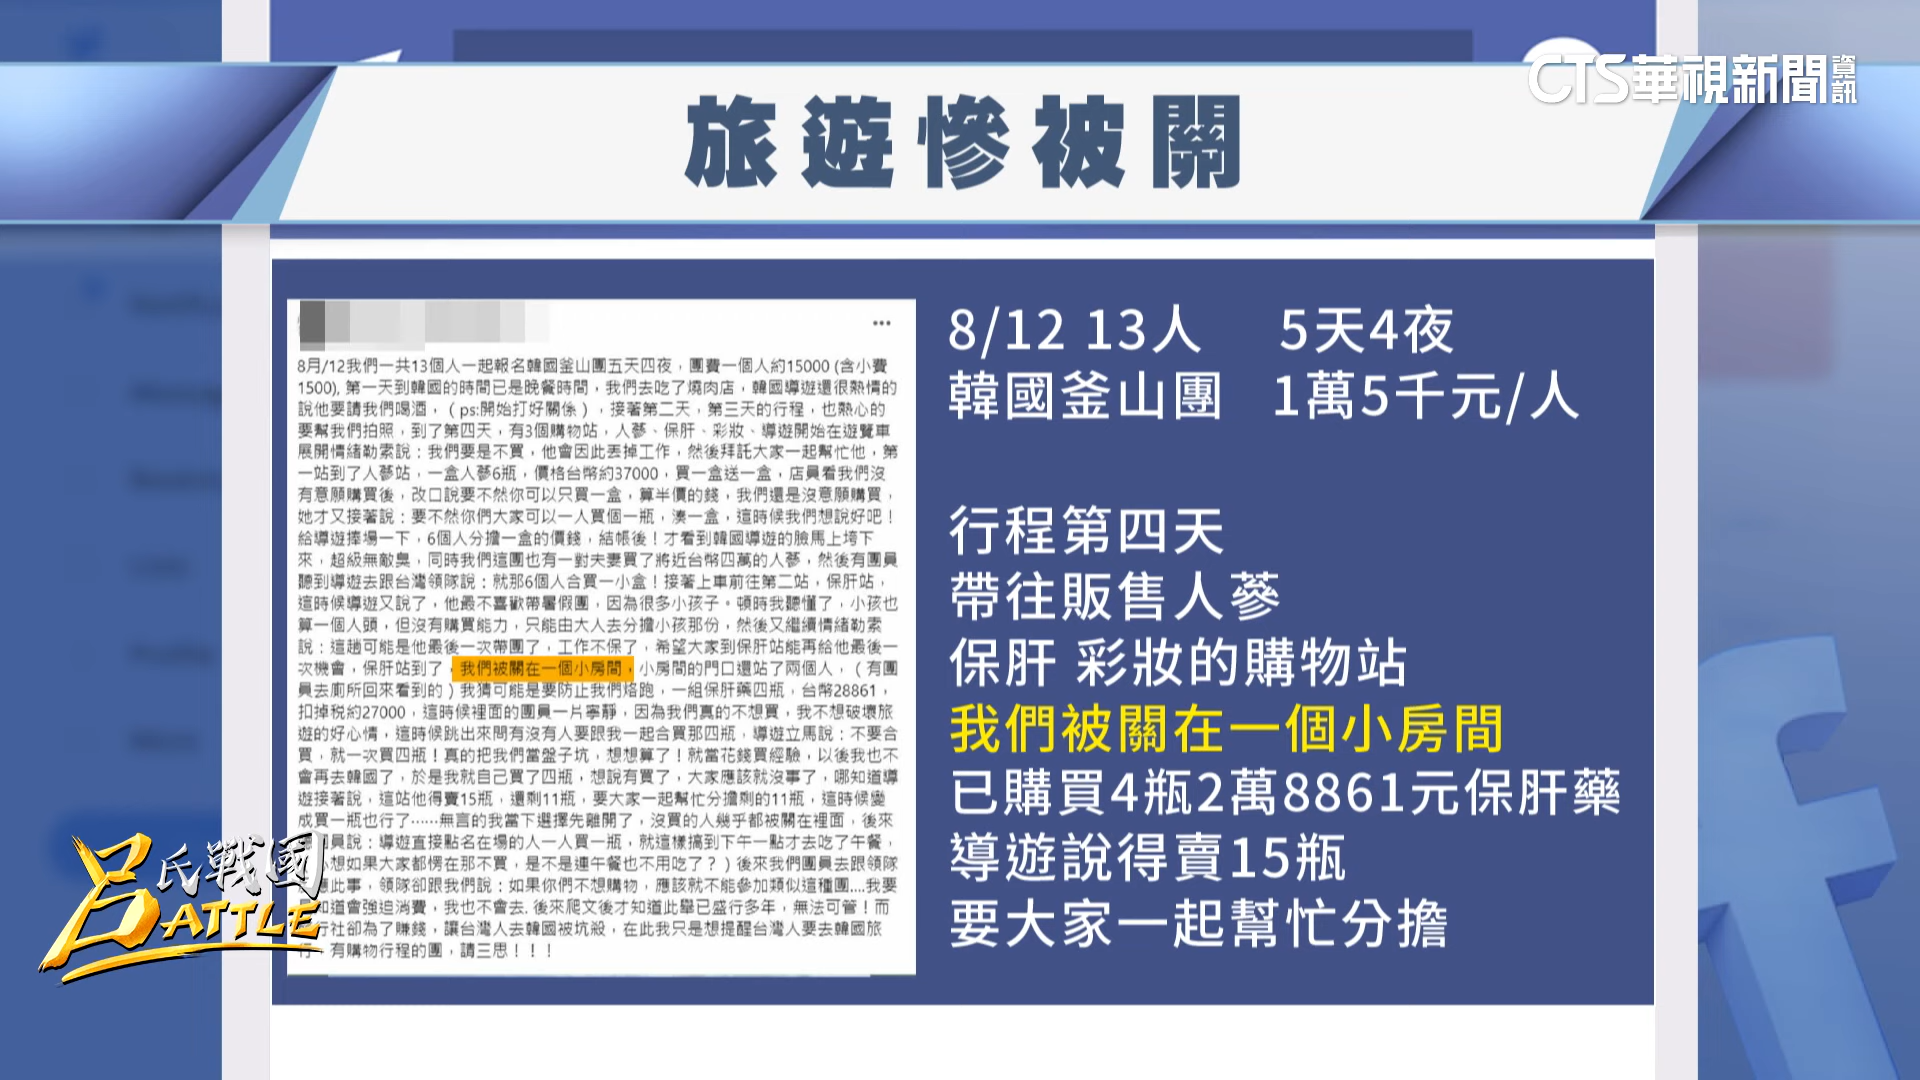 CTS華視新聞資訊
旅遊慘被關
8/12 13人 5天4夜
韓國釜山團 1萬5千元/人
行程第四天
帶往販售人蔘
保肝 彩妝的購物站
我們被關在一個小房間
已購買4瓶2萬8861元保肝藥
導遊說得賣15瓶
要大家一起幫忙分擔
8月/12我們一共13個人一起報名韓國釜山團五天四夜，團費一個人約15000 (含小費
1500), 第一天到韓國的時間已是晚餐時間，我們去吃了燒肉店，韓國導遊還很熱情的
說他要請我們喝酒，（ps:開始打好關係），接著第二天，第三天的行程，也熱心的
要幫我們拍照，到了第四天，有3個購物站，人蔘、保肝、彩妝、導遊開始在遊覽車
展開情緒勒索說：我們要是不買，他會因此丟掉工作，然後拜託大家一起幫忙他，第
一站到了人蔘站，一盒人蔘6瓶，價格台幣約37000，買一盒送一盒，店員看我們沒
有意願購買後，改口說要不然你可以只買一盒，算半價的錢，我們還是沒意願購買，
她才又接著說：要不然你們大家可以一人買個一瓶，湊一盒，這時候我們想說好吧！
給導遊捧場一下，6個人分擔一盒的價錢，結帳後！才看到韓國導遊的臉馬上垮下
來，超級無敵臭，同時我們這團也有一對夫妻買了將近台幣四萬的人蔘，然後有團員
聽到導遊去跟台灣領隊說：就那6個人合買一小盒！接著上車前往第二站，保肝站，
這時候導遊又說了，他最不喜歡帶暑假團，因為很多小孩子。頓時我聽懂了，小孩也
算一個人頭，但沒有購買能力，只能由大人去分擔小孩那份，然後又繼續情緒勒索
說：這趟可能是他最後一次帶團了，工作不保了，希望大家到保肝站能再給他最後一
次機會，保肝站到了，我們被關在一個小房間，小房間的門口還站了兩個人，（有團
員去廁所回來看到的）我猜可能是要防止我們烙跑，一組保肝藥四瓶，台幣28861，
扣掉稅約27000，這時候裡面的團員一片寧靜，因為我們真的不想買，我不想破壞旅
遊的好心情，這時候跳出來問有沒有人要跟我一起合買那四瓶，導遊立馬說：不要合
買，就一次買四瓶！真的把我們當盤子坑，想想算了！就當花錢買經驗，以後我也不
會再去韓國了，於是我就自己買了四瓶，想說有買了，大家應該就沒事了，哪知道導
遊接著說，這站他得賣15瓶，還剩11瓶，要大家一起幫忙分擔剩的11瓶，這時候變
成買一瓶也行了⋯⋯無言的我當下選擇先離開了，沒買的人幾乎都被關在裡面，後來
員說：導遊直接點名在場的人一人買一瓶，就這樣搞到下午一點才去吃了午餐，
想如果大家都愣在那不買，是不是連午餐也不用吃了？）後來我們團員去跟領隊
應此事，領隊卻跟我們說：如果你們不想購物，應該就不能參加類似這種團....我要
知道會強迫消費，我也不會去. 後來爬文後才知道此舉已盛行多年，無法可管！而
行社卻為了賺錢，讓台灣人去韓國被坑殺，在此我只是想提醒台灣人要去韓國旅
行，有購物行程的團，請三思！！！
呂氏戰國
BATTLE